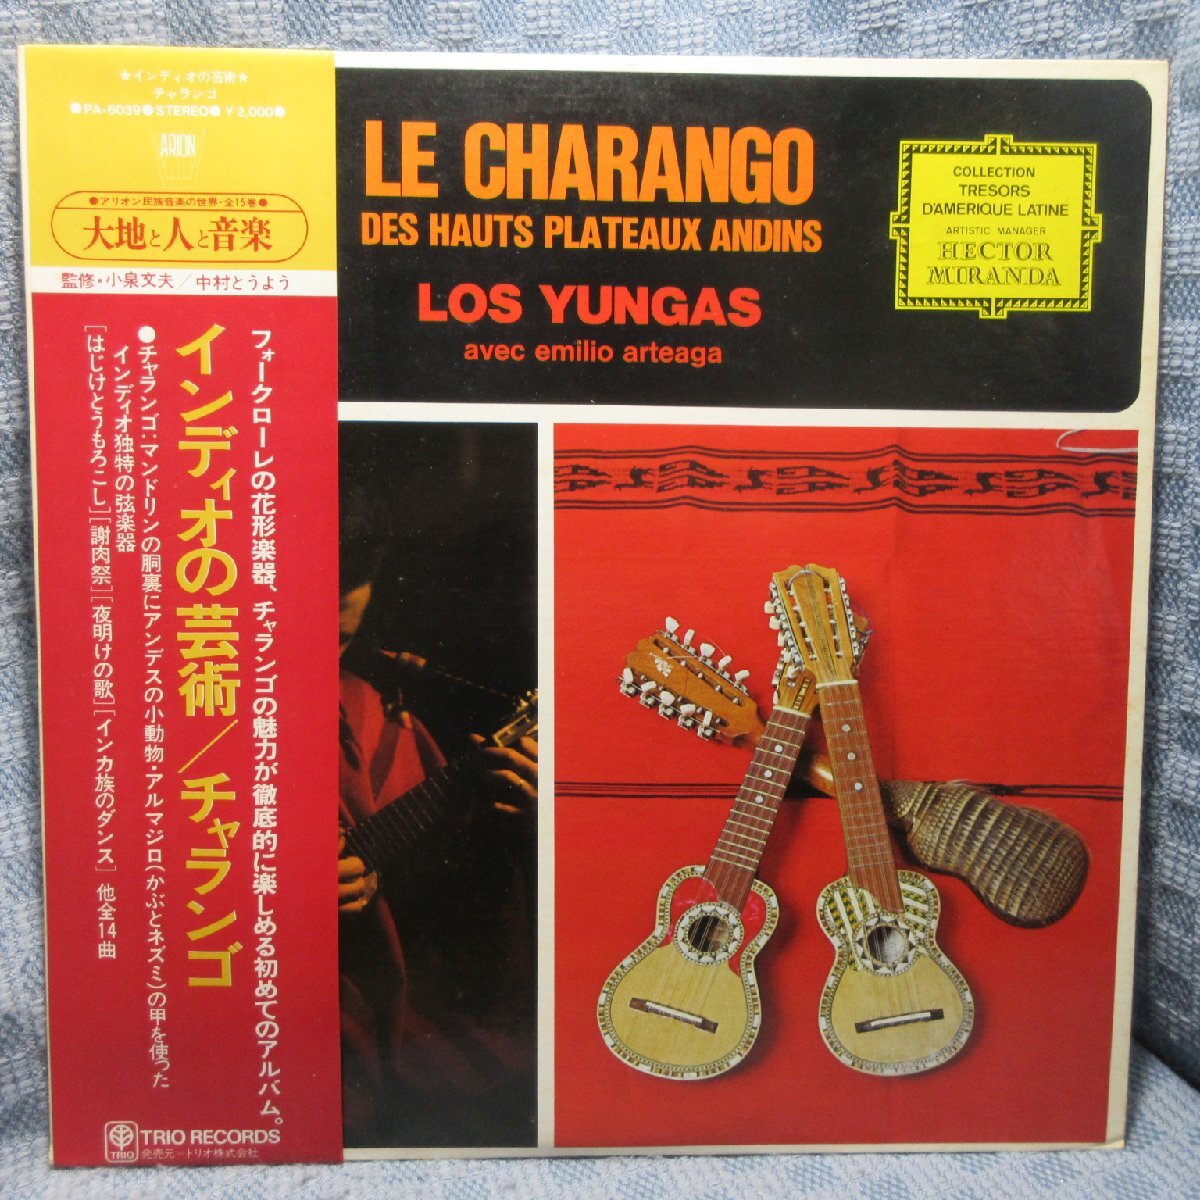 ★インディオの芸術★
チャランゴ
●PA-6039●STEREO●¥2,000●
ARION
●アリオン民族音楽の世界・全15巻●
大地と人と音楽
監修・小泉文夫/中村とうよう
フォークローレの花形楽器、チャランゴの魅力が徹底的に楽しめる初めてのアルバム。
インディオの芸術/チャランゴ
●チャランゴ:マンドリンの胴裏にアンデスの小動物・アルマジロ(かぶとネズミ)の甲を使った
インディオ独特の弦楽器
[はじけとうもろこし][謝肉祭][夜明けの歌][インカ族のダンス] 他全14曲
TRIO
TRIO RECORDS
発売元=トリオ株式会社
LE CHARANGO
DES HAUTS PLATEAUX ANDINS
LOS YUNGAS
avec emilio arteaga
COLLECTION
TRESORS
D'AMERIQUE LATINE
ARTISTIC MANAGER
HECTOR
MIRANDA